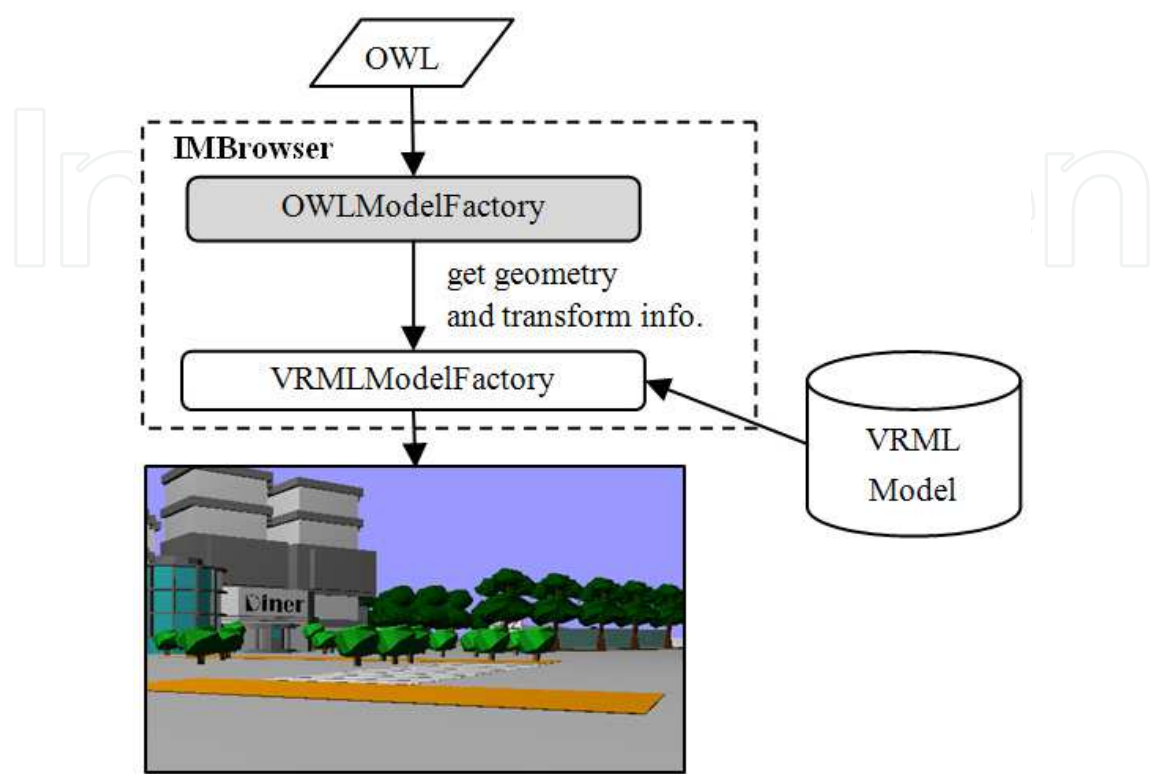 OWL
IMBrowser
OWLModelFactory
get geometry
and transform info.
VRMLModelFactory
VRML
Model
Diner